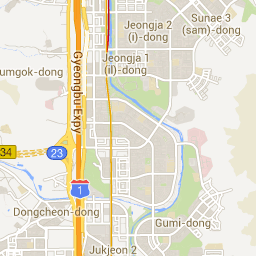 Jeongja 2
(i)-dong
Sunae 3
(sam)-dong
Jeongja 1
(il)-dong
umgok-dong
Gyeongbu Expy
34
23
1
Dongcheon-dong
Gumi-dong
Jukjeon 2